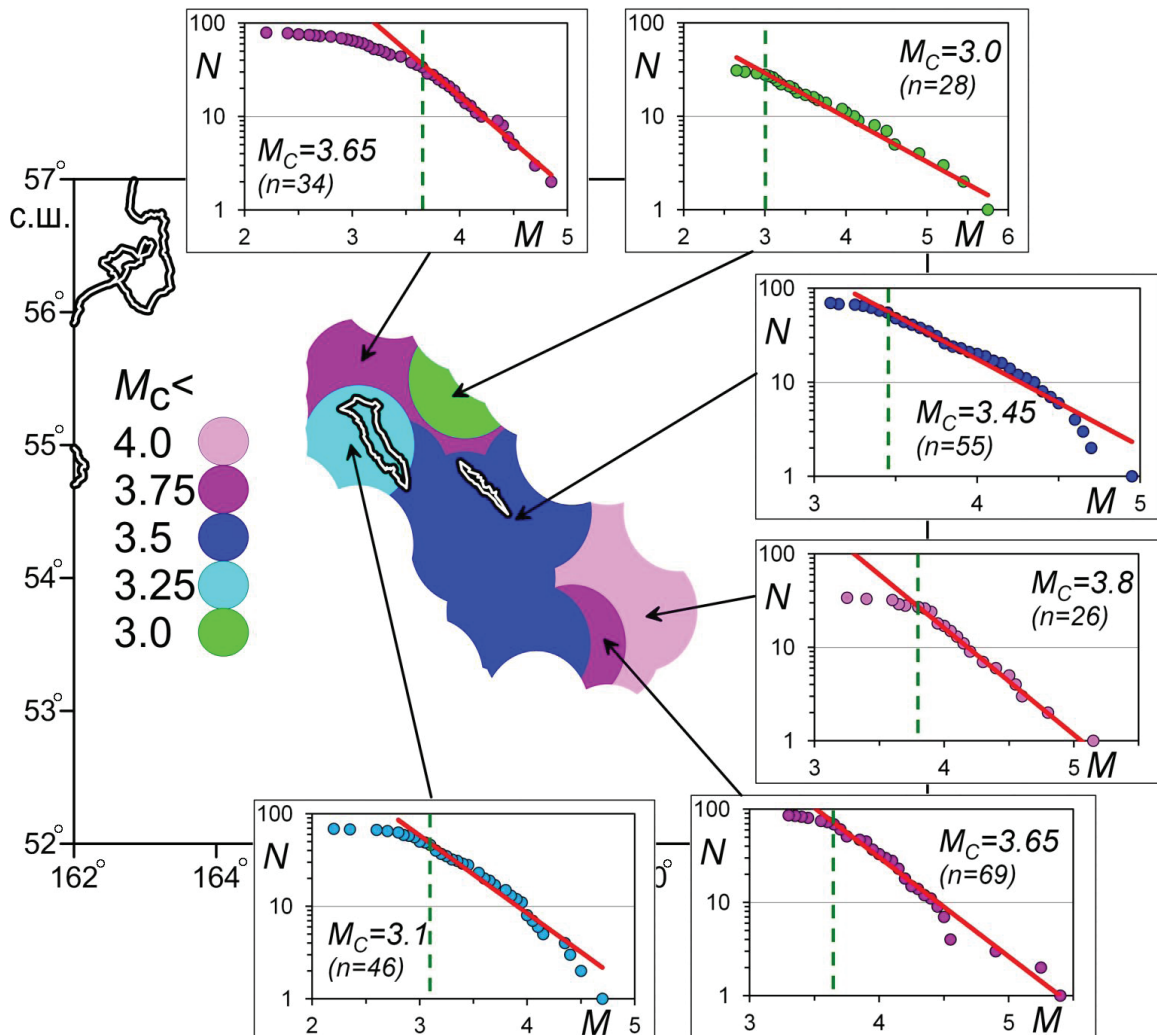 100
10
1
N
M_C=3.65
(n=34)
2
3
4
M
5
100
10
1
N
M_C=3.0
(n=28)
2
3
4
5
M
6
57°
с.ш.
56°
55°
54°
53°
52°
162°
164°
0°
M_C<
4.0
3.75
3.5
3.25
3.0
100
10
1
N
M_C=3.45
(n=55)
3
4
M
5
100
10
1
N
M_C=3.8
(n=26)
3
4
5
M
100
10
1
N
M_C=3.1
(n=46)
2
3
4
M
5
100
10
1
N
M_C=3.65
(n=69)
3
4
5
M